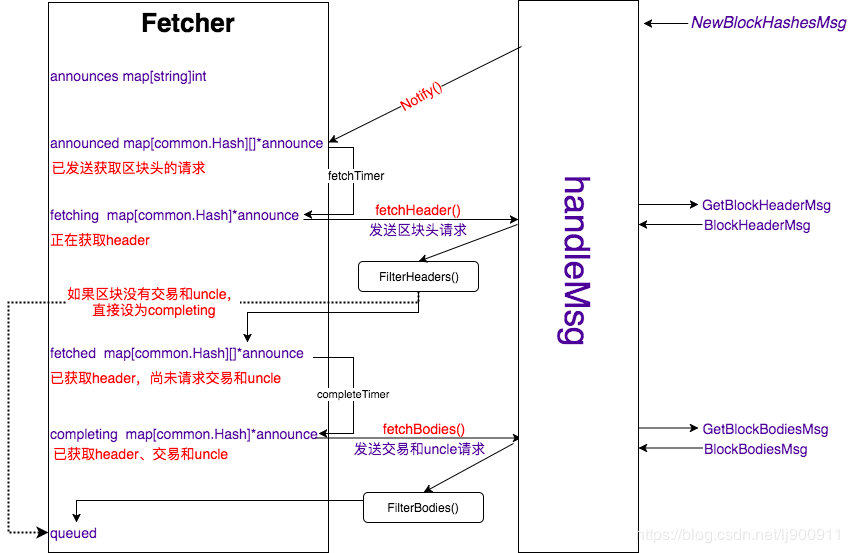 Fetcher
NewBlockHashesMsg
announces map[string]int
Notify()
announced map[common.Hash][]*announce
已发送获取区块头的请求
fetchTimer
fetching map[common.Hash]*announce
正在获取header
fetchHeader()
发送区块头请求
handleMsg
GetBlockHeaderMsg
BlockHeaderMsg
FilterHeaders()
如果区块没有交易和uncle，
直接设为completing
fetched map[common.Hash][]*announce
已获取header，尚未请求交易和uncle
completeTimer
completing map[common.Hash]*announce
已获取header、交易和uncle
fetchBodies()
发送交易和uncle请求
GetBlockBodiesMsg
BlockBodiesMsg
FilterBodies()
queued
https://blog.csdn.net/lj900911